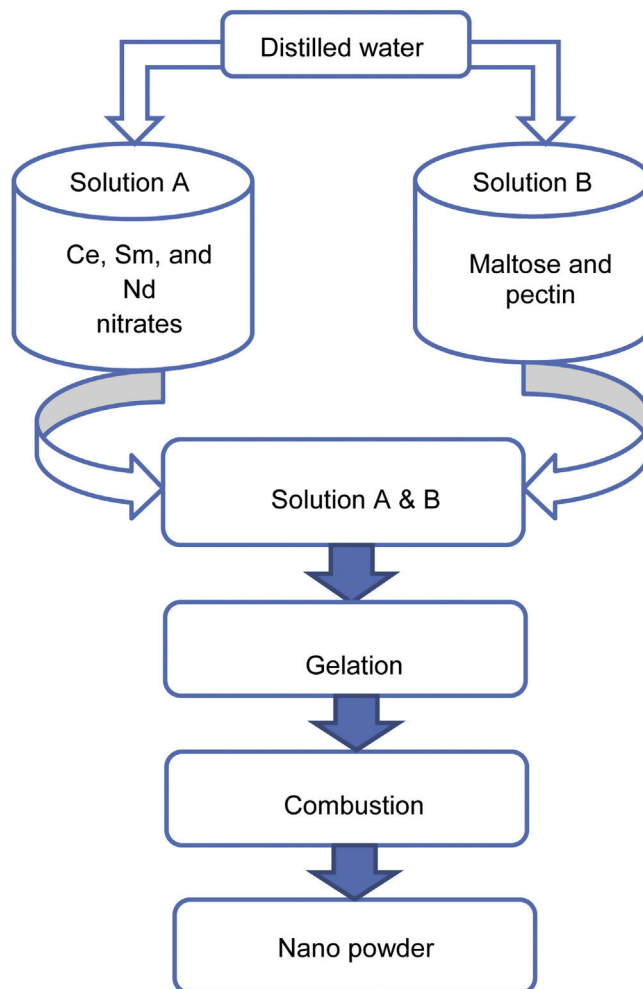 Distilled water
Solution A
Ce, Sm, and
Nd
nitrates
Solution B
Maltose and
pectin
Solution A & B
Gelation
Combustion
Nano powder